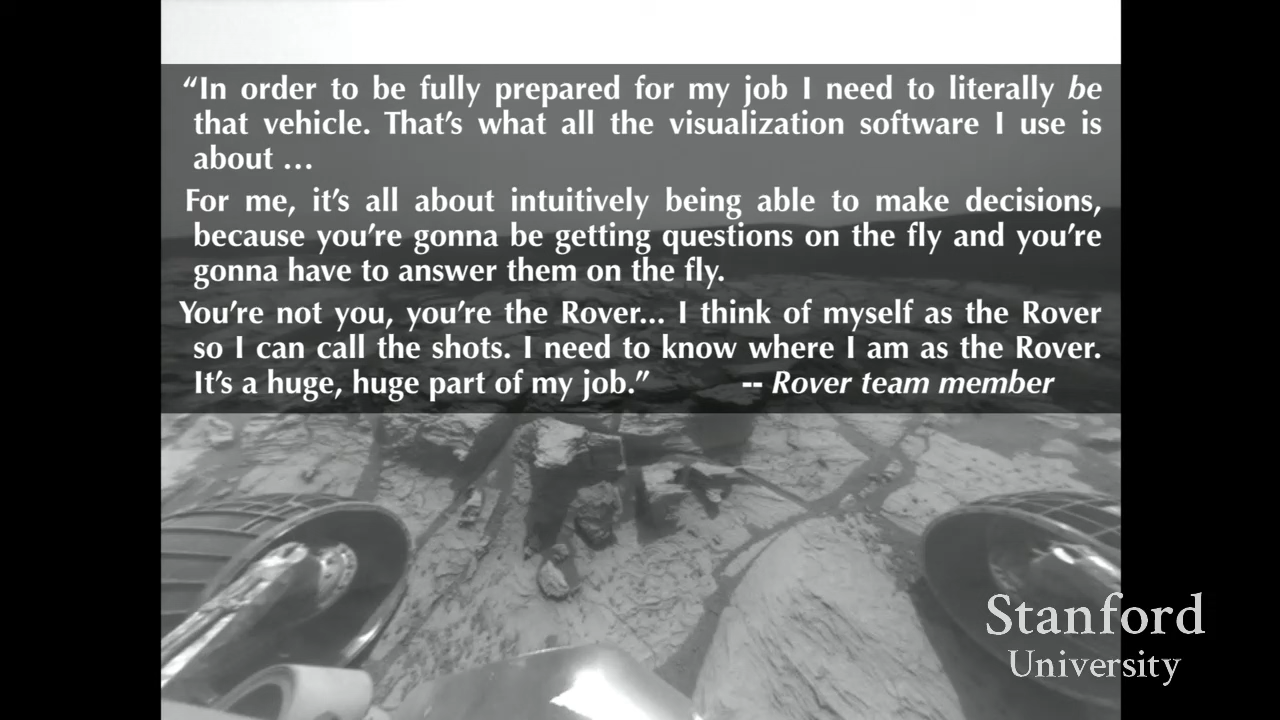 “In order to be fully prepared for my job I need to literally be
that vehicle. That’s what all the visualization software I use is
about …
For me, it’s all about intuitively being able to make decisions,
because you’re gonna be getting questions on the fly and you’re
gonna have to answer them on the fly.
You’re not you, you’re the Rover... I think of myself as the Rover
so I can call the shots. I need to know where I am as the Rover.
It’s a huge, huge part of my job.” -- Rover team member
Stanford
University